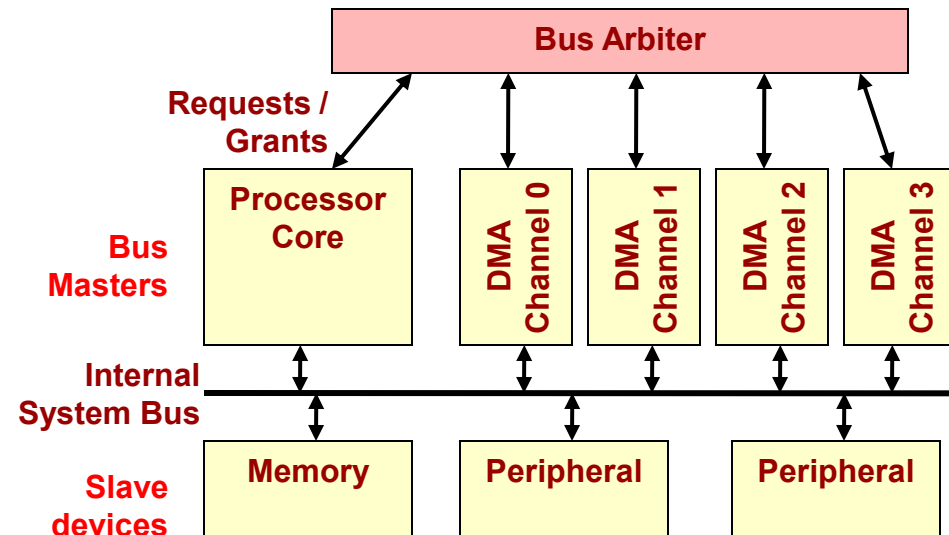 Bus Arbiter
Requests /
Grants
Processor
Core
DMA
Channel 0
DMA
Channel 1
DMA
Channel 2
DMA
Channel 3
Bus
Masters
Internal
System Bus
Memory
Peripheral
Peripheral
Slave
devices